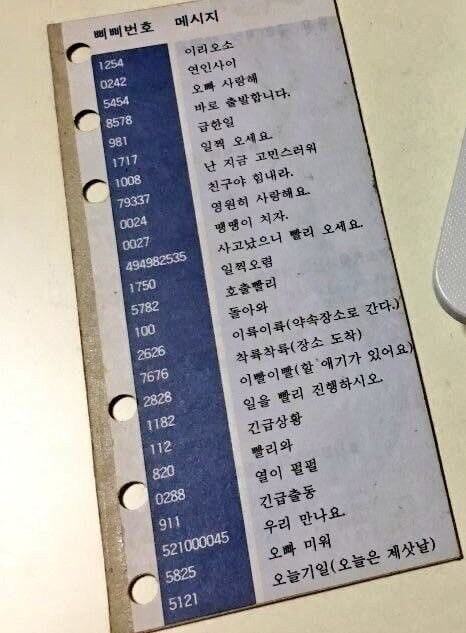 삐삐번호 메시지
1254 이리오소
0242 연인사이
5454 오빠 사랑해
8578 바로 출발합니다.
981 급한일
1717 일찍 오세요.
1008 난 지금 고민스러워
79337 친구야 힘내라.
0024 영원히 사랑해요.
0027 땡땡이 치자.
494982535 사고났으니 빨리 오세요.
1750 일찍오렴
5782 호출빨리
100 돌아와
2626 이륙이륙(약속장소로 간다.)
7676 착륙착륙(장소 도착)
2828 이빨이빨(할 애기가 있어요)
1182 일을 빨리 진행하시오.
112 긴급상황
820 빨리와
0288 열이 펄펄
911 긴급출동
521000045 우리 만나요.
5825 오빠 미워
5121 오늘기일(오늘은 제삿날)